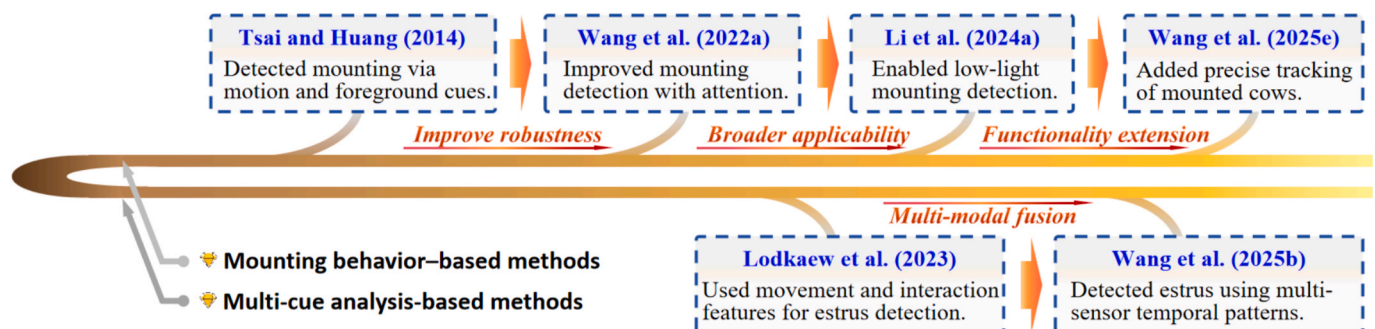 Tsai and Huang (2014)
Detected mounting via
motion and foreground cues.
Wang et al. (2022a)
Improved mounting
detection with attention.
Li et al. (2024a)
Enabled low-light
mounting detection.
Wang et al. (2025e)
Added precise tracking
of mounted cows.
Improve robustness
Broader applicability
Functionality extension
Multi-modal fusion
Mounting behavior–based methods
Multi-cue analysis-based methods
Lodkaew et al. (2023)
Used movement and interaction
features for estrus detection.
Wang et al. (2025b)
Detected estrus using multi-
sensor temporal patterns.